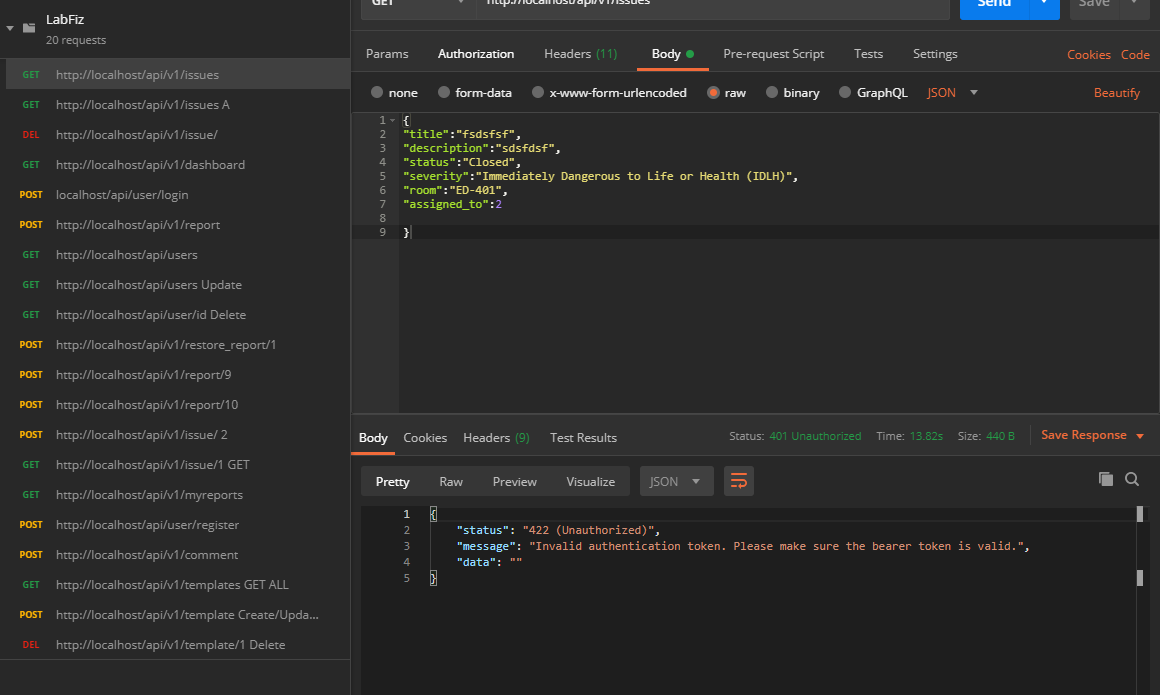 LabFiz
20 requests
GET http://localhost/api/v1/issues
GET http://localhost/api/v1/issues A
DEL http://localhost/api/v1/issue/
GET http://localhost/api/v1/dashboard
POST localhost/api/user/login
POST http://localhost/api/v1/report
GET http://localhost/api/users
GET http://localhost/api/users Update
GET http://localhost/api/user/id Delete
POST http://localhost/api/v1/restore_report/1
POST http://localhost/api/v1/report/9
POST http://localhost/api/v1/report/10
POST http://localhost/api/v1/issue/ 2
GET http://localhost/api/v1/issue/1 GET
GET http://localhost/api/v1/myreports
POST http://localhost/api/user/register
POST http://localhost/api/v1/comment
GET http://localhost/api/v1/templates GET ALL
POST http://localhost/api/v1/template Create/Upda...
DEL http://localhost/api/v1/template/1 Delete
GET http://localhost/api/v1/issues Send Save
Params Authorization Headers (11) Body Pre-request Script Tests Settings Cookies Code
none form-data x-www-form-urlencoded raw binary GraphQL JSON Beautify
1 {
2 "title":"fsdsfsf",
3 "description":"sdsfdsf",
4 "status":"Closed",
5 "severity":"Immediately Dangerous to Life or Health (IDLH)",
6 "room":"ED-401",
7 "assigned_to":2
8
9 }
Body Cookies Headers (9) Test Results Status: 401 Unauthorized Time: 13.82s Size: 440 B Save Response
Pretty Raw Preview Visualize JSON
1 {
2 "status": "422 (Unauthorized)",
3 "message": "Invalid authentication token. Please make sure the bearer token is valid.",
4 "data": ""
5 }